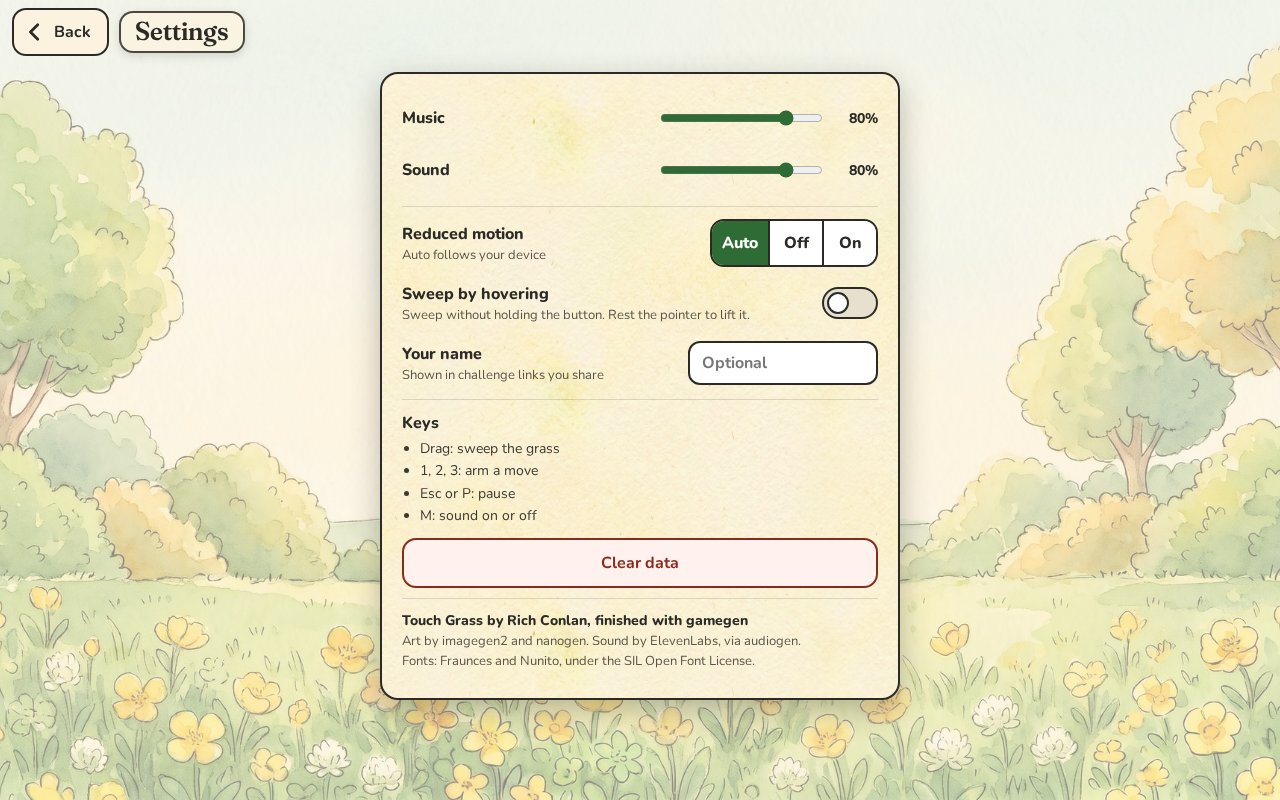 Back
Settings
Music
80%
Sound
80%
Reduced motion
Auto follows your device
Auto
Off
On
Sweep by hovering
Sweep without holding the button. Rest the pointer to lift it.
Your name
Shown in challenge links you share
Optional
Keys
• Drag: sweep the grass
• 1, 2, 3: arm a move
• Esc or P: pause
• M: sound on or off
Clear data
Touch Grass by Rich Conlan, finished with gamegen
Art by imagegen2 and nanogen. Sound by ElevenLabs, via audiogen.
Fonts: Fraunces and Nunito, under the SIL Open Font License.